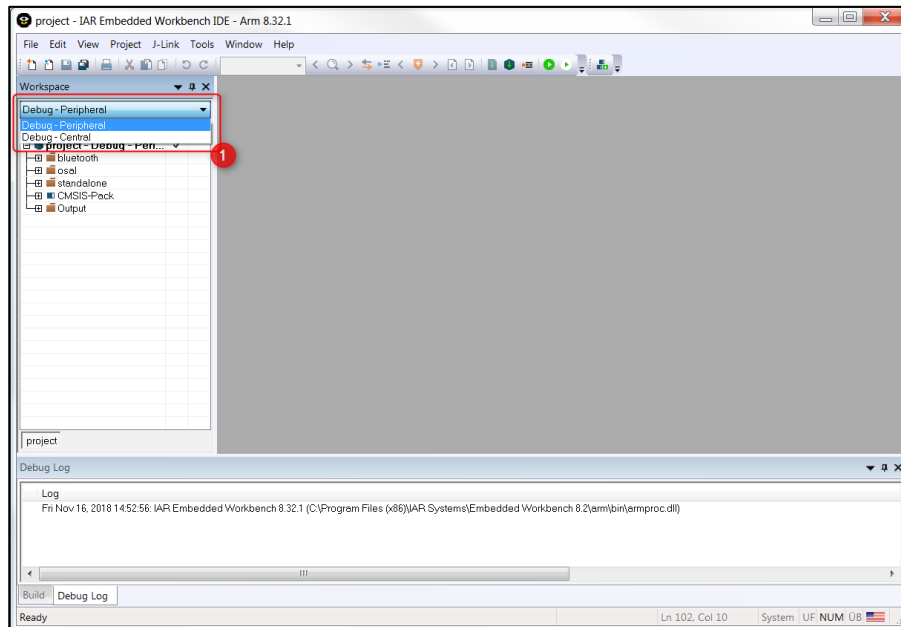 project - IAR Embedded Workbench IDE - Arm 8.32.1
File Edit View Project J-Link Tools Window Help
Workspace
Debug - Peripheral
Debug - Peripheral
Debug - Central
project - Debug - Peri...
1
bluetooth
osal
standalone
CMSIS-Pack
Output
project
Debug Log
Log
Fri Nov 16, 2018 14:52:56: IAR Embedded Workbench 8.32.1 (C:\Program Files (x86)\IAR Systems\Embedded Workbench 8.2\arm\bin\armproc.dll)
Build Debug Log
Ready Ln 102, Col 10 System UF NUM ÜB